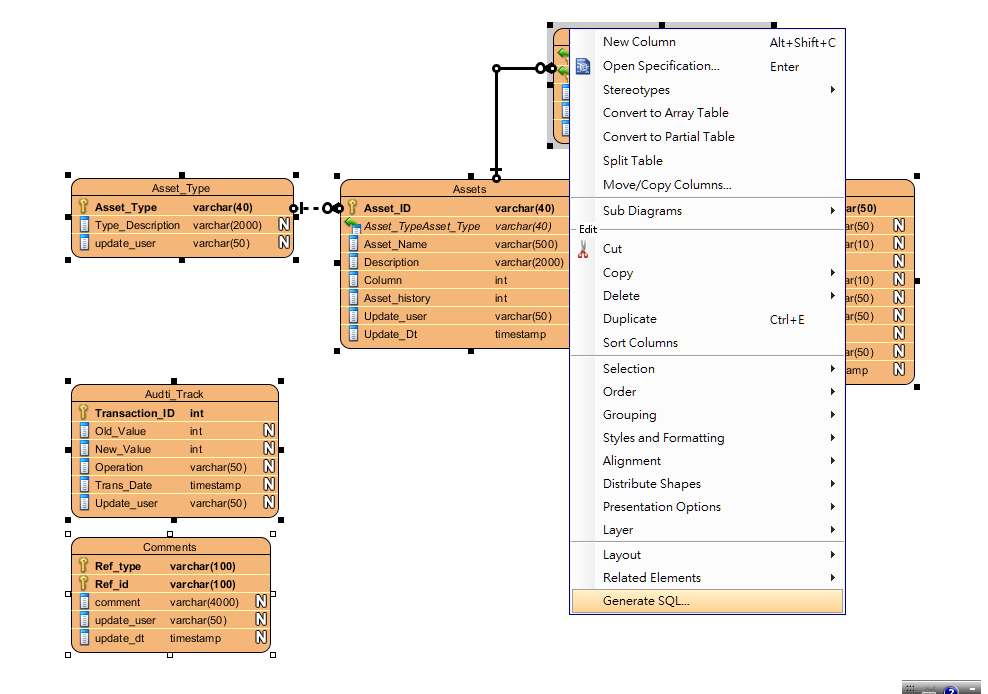 New Column Alt+Shift+C
Open Specification... Enter
Stereotypes
Convert to Array Table
Convert to Partial Table
Split Table
Move/Copy Columns...
Sub Diagrams
Edit
Cut
Copy
Delete
Duplicate Ctrl+E
Sort Columns
Selection
Order
Grouping
Styles and Formatting
Alignment
Distribute Shapes
Presentation Options
Layer
Layout
Related Elements
Generate SQL...
Asset_Type
Asset_Type varchar(40)
Type_Description varchar(2000) N
update_user varchar(50) N
Assets
Asset_ID varchar(40)
Asset_TypeAsset_Type varchar(40)
Asset_Name varchar(500)
Description varchar(2000)
Column int
Asset_history int
Update_user varchar(50)
Update_Dt timestamp
ar(50)
ar(50) N
ar(10) N
N
ar(10) N
ar(50) N
ar(50) N
N
ar(50) N
amp N
Audti_Track
Transaction_ID int
Old_Value int N
New_Value int N
Operation varchar(50) N
Trans_Date timestamp N
Update_user varchar(50) N
Comments
Ref_type varchar(100)
Ref_id varchar(100)
comment varchar(4000) N
update_user varchar(50) N
update_dt timestamp N